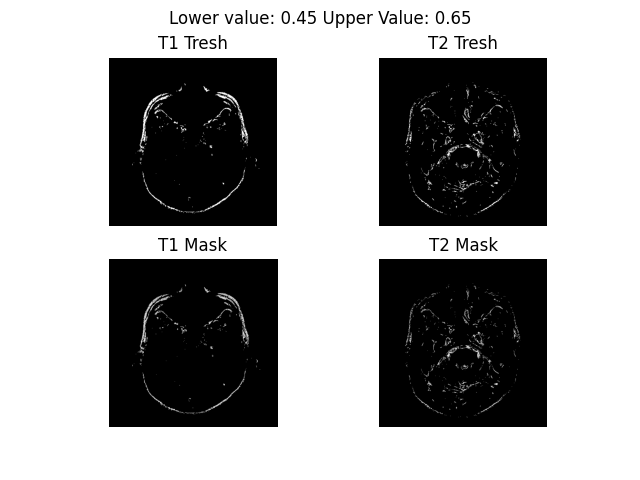 Lower value: 0.45 Upper Value: 0.65
T1 Tresh
T2 Tresh
T1 Mask
T2 Mask